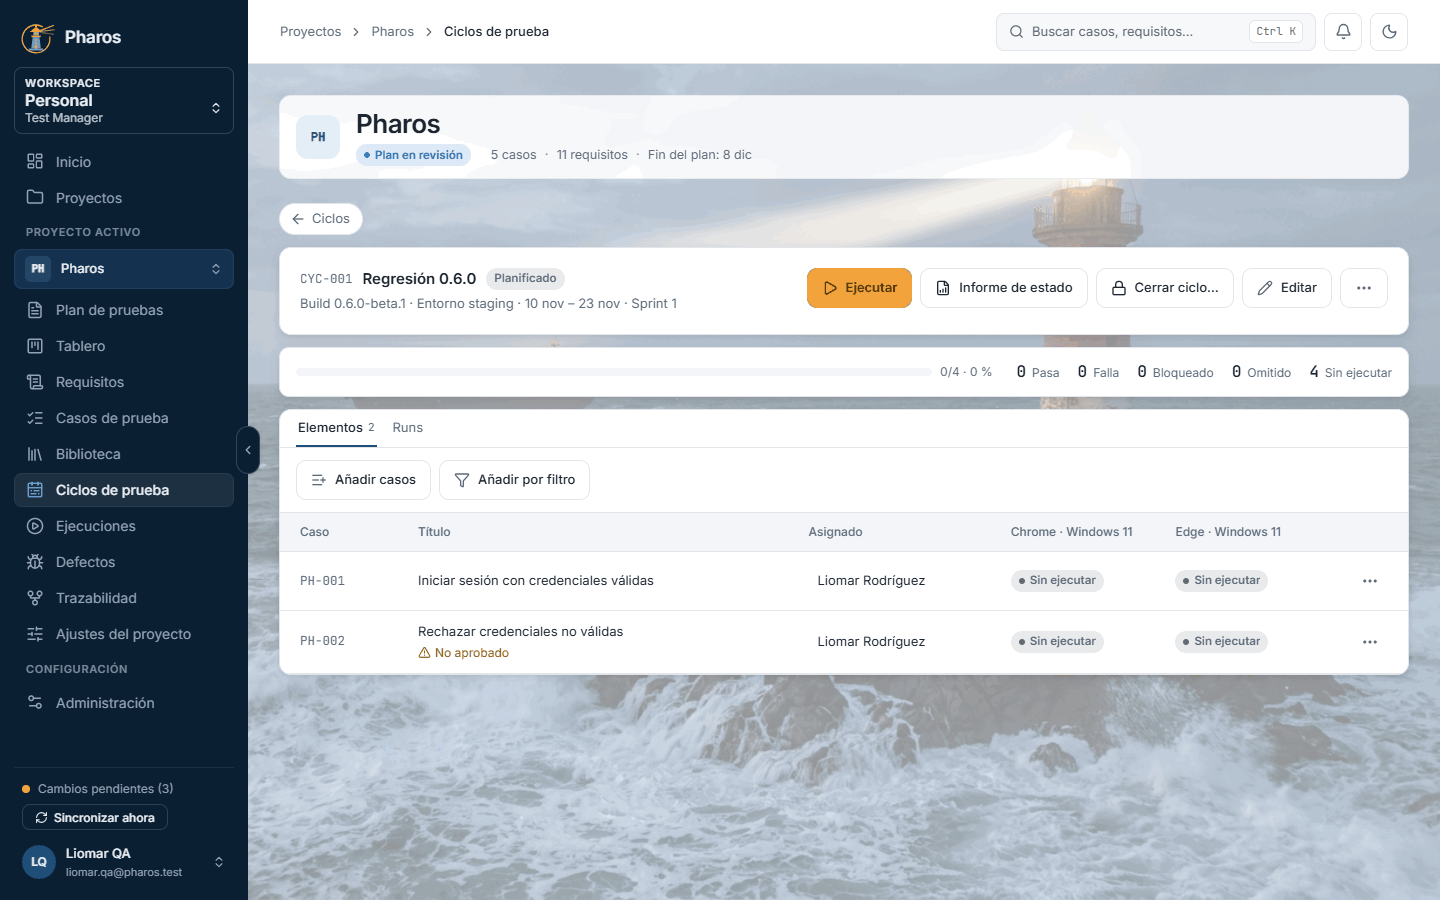 Pharos
WORKSPACE
Personal
Test Manager
Inicio
Proyectos
PROYECTO ACTIVO
PH Pharos
Plan de pruebas
Tablero
Requisitos
Casos de prueba
Biblioteca
Ciclos de prueba
Ejecuciones
Defectos
Trazabilidad
Ajustes del proyecto
CONFIGURACIÓN
Administración
Cambios pendientes (3)
Sincronizar ahora
LQ
Liomar QA
liomar.qa@pharos.test
Proyectos > Pharos > Ciclos de prueba
Buscar casos, requisitos... Ctrl K
PH
Pharos
Plan en revisión 5 casos · 11 requisitos · Fin del plan: 8 dic
Ciclos
CYC-001 Regresión 0.6.0 Planificado
Build 0.6.0-beta.1 · Entorno staging · 10 nov – 23 nov · Sprint 1
Ejecutar Informe de estado Cerrar ciclo... Editar
0/4 · 0 % 0 Pasa 0 Falla 0 Bloqueado 0 Omitido 4 Sin ejecutar
Elementos 2 Runs
Añadir casos Añadir por filtro
Caso Título Asignado Chrome · Windows 11 Edge · Windows 11
PH-001 Iniciar sesión con credenciales válidas Liomar Rodríguez Sin ejecutar Sin ejecutar
PH-002 Rechazar credenciales no válidas Liomar Rodríguez Sin ejecutar Sin ejecutar
No aprobado